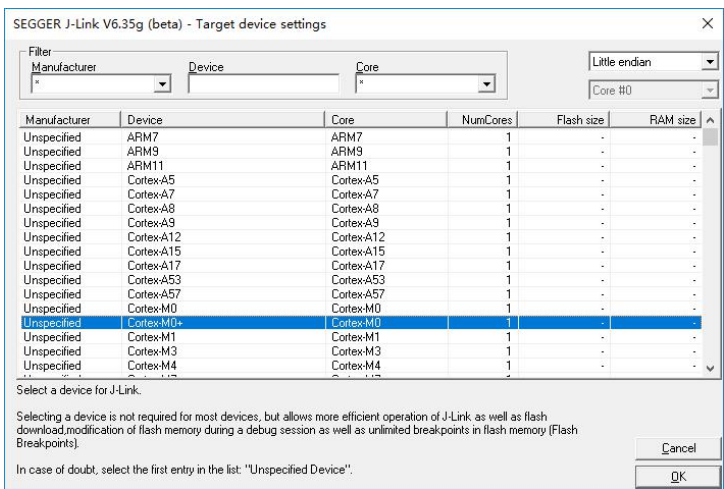 SEGGER J-Link V6.35g (beta) - Target device settings
Filter
Manufacturer Device Core
* *
Little endian
Core #0
Manufacturer Device Core NumCores Flash size RAM size
Unspecified ARM7 ARM7 1 - -
Unspecified ARM9 ARM9 1 - -
Unspecified ARM11 ARM11 1 - -
Unspecified Cortex-A5 Cortex-A5 1 - -
Unspecified Cortex-A7 Cortex-A7 1 - -
Unspecified Cortex-A8 Cortex-A8 1 - -
Unspecified Cortex-A9 Cortex-A9 1 - -
Unspecified Cortex-A12 Cortex-A12 1 - -
Unspecified Cortex-A15 Cortex-A15 1 - -
Unspecified Cortex-A17 Cortex-A17 1 - -
Unspecified Cortex-A53 Cortex-A53 1 - -
Unspecified Cortex-A57 Cortex-A57 1 - -
Unspecified Cortex-M0 Cortex-M0 1 - -
Unspecified Cortex-M0+ Cortex-M0 1 - -
Unspecified Cortex-M1 Cortex-M1 1 - -
Unspecified Cortex-M3 Cortex-M3 1 - -
Unspecified Cortex-M4 Cortex-M4 1 - -
Select a device for J-Link.
Selecting a device is not required for most devices, but allows more efficient operation of J-Link as well as flash
download,modification of flash memory during a debug session as well as unlimited breakpoints in flash memory (Flash
Breakpoints).
In case of doubt, select the first entry in the list: "Unspecified Device".
Cancel
OK